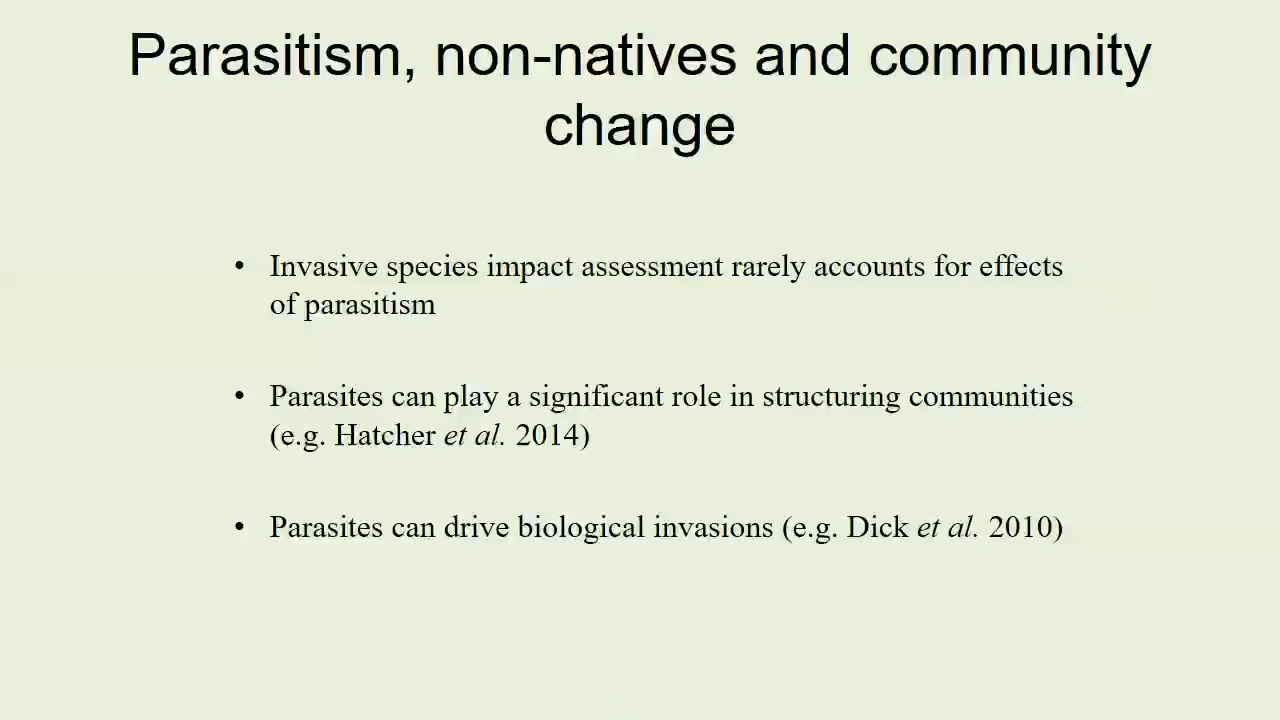 Parasitism, non-natives and community
change
• Invasive species impact assessment rarely accounts for effects
of parasitism
• Parasites can play a significant role in structuring communities
(e.g. Hatcher et al. 2014)
• Parasites can drive biological invasions (e.g. Dick et al. 2010)